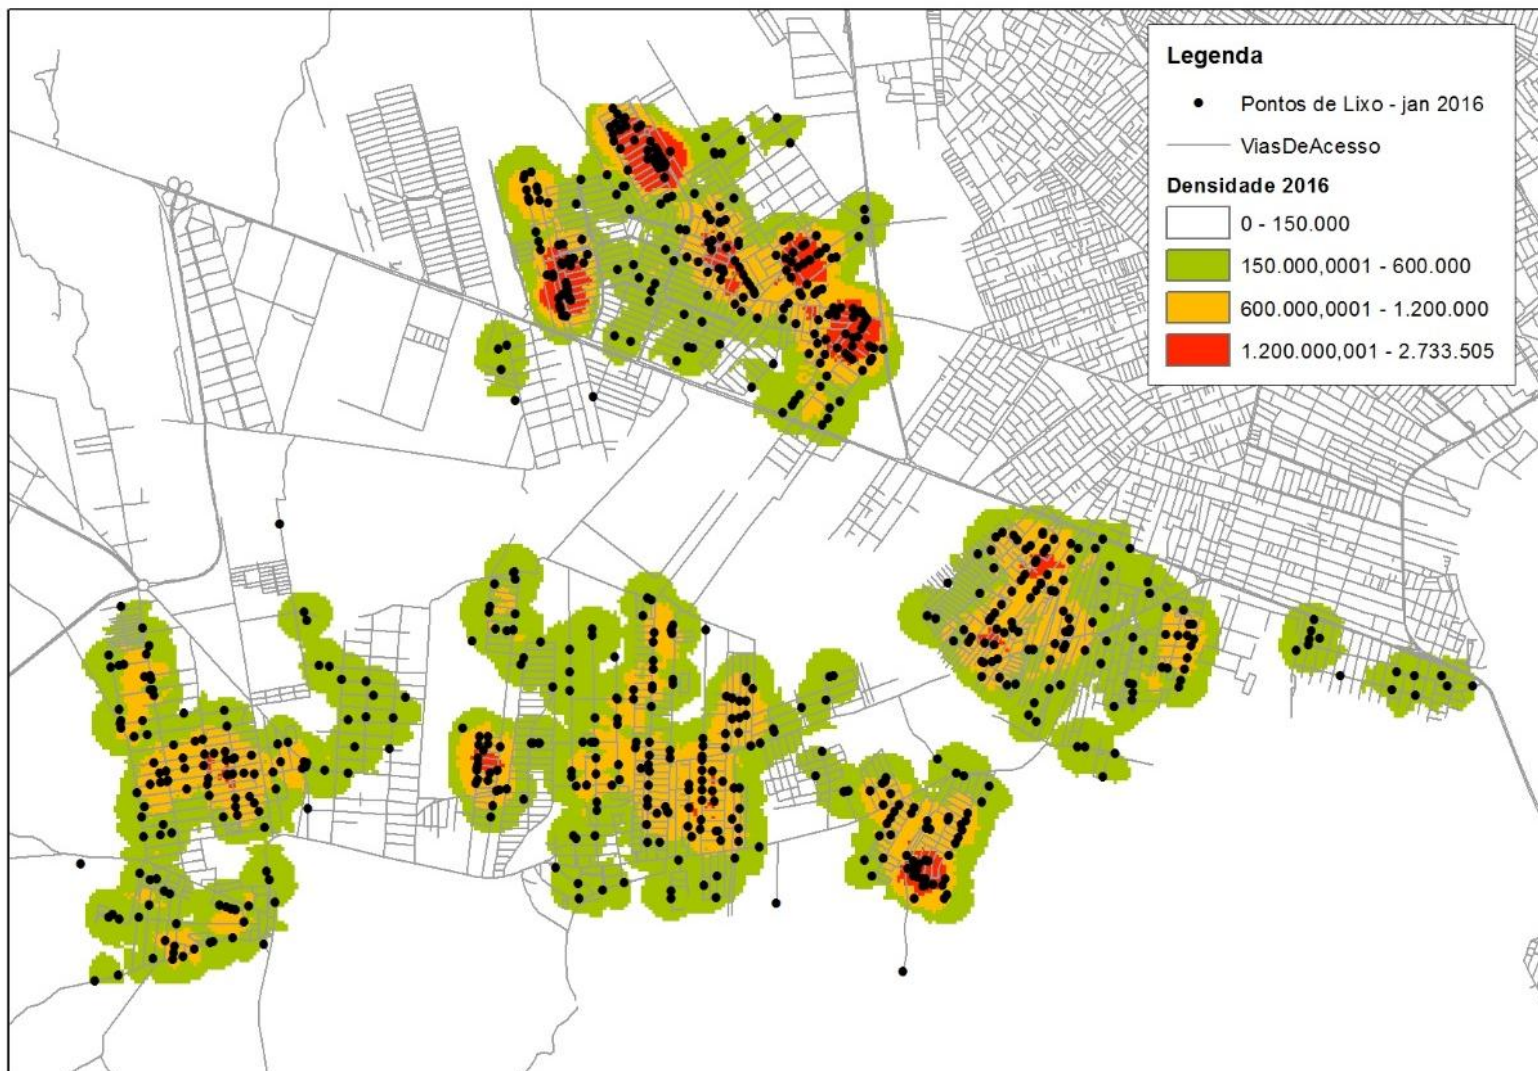 Legenda
Pontos de Lixo - jan 2016
ViasDeAcesso
Densidade 2016
0 - 150.000
150.000,0001 - 600.000
600.000,0001 - 1.200.000
1.200.000,001 - 2.733.505